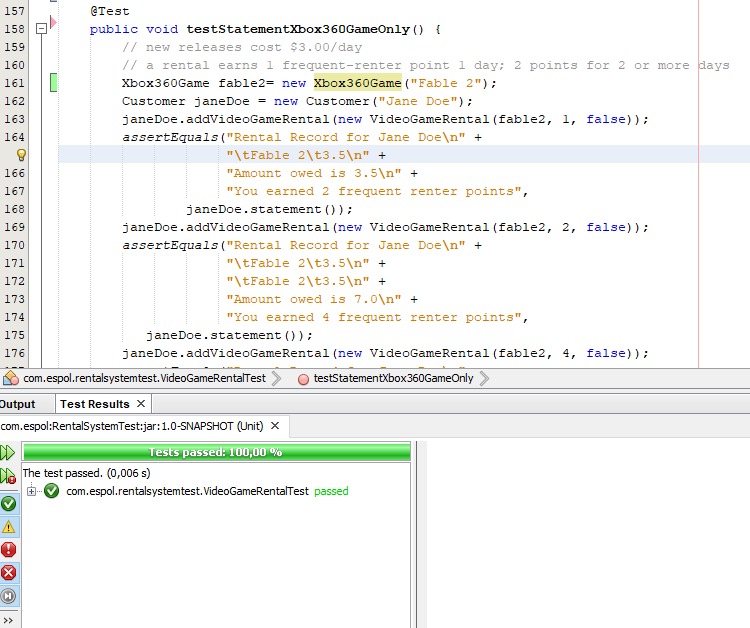 157 @Test
158 public void testStatementXbox360GameOnly() {
159 // new releases cost $3.00/day
160 // a rental earns 1 frequent-renter point 1 day; 2 points for 2 or more days
161 Xbox360Game fable2= new Xbox360Game("Fable 2");
162 Customer janeDoe = new Customer("Jane Doe");
163 janeDoe.addVideoGameRental(new VideoGameRental(fable2, 1, false));
164 assertEquals("Rental Record for Jane Doe\n" +
"\tFable 2\t3.5\n" +
166 "Amount owed is 3.5\n" +
167 "You earned 2 frequent renter points",
168 janeDoe.statement());
169 janeDoe.addVideoGameRental(new VideoGameRental(fable2, 2, false));
170 assertEquals("Rental Record for Jane Doe\n" +
171 "\tFable 2\t3.5\n" +
172 "\tFable 2\t3.5\n" +
173 "Amount owed is 7.0\n" +
174 "You earned 4 frequent renter points",
175 janeDoe.statement());
176 janeDoe.addVideoGameRental(new VideoGameRental(fable2, 4, false));
com.espol.rentalsystemtest.VideoGameRentalTest testStatementXbox360GameOnly
Output Test Results
com.espol:RentalSystemTest:jar:1.0-SNAPSHOT (Unit)
Tests passed: 100,00 %
The test passed. (0,006 s)
com.espol.rentalsystemtest.VideoGameRentalTest passed